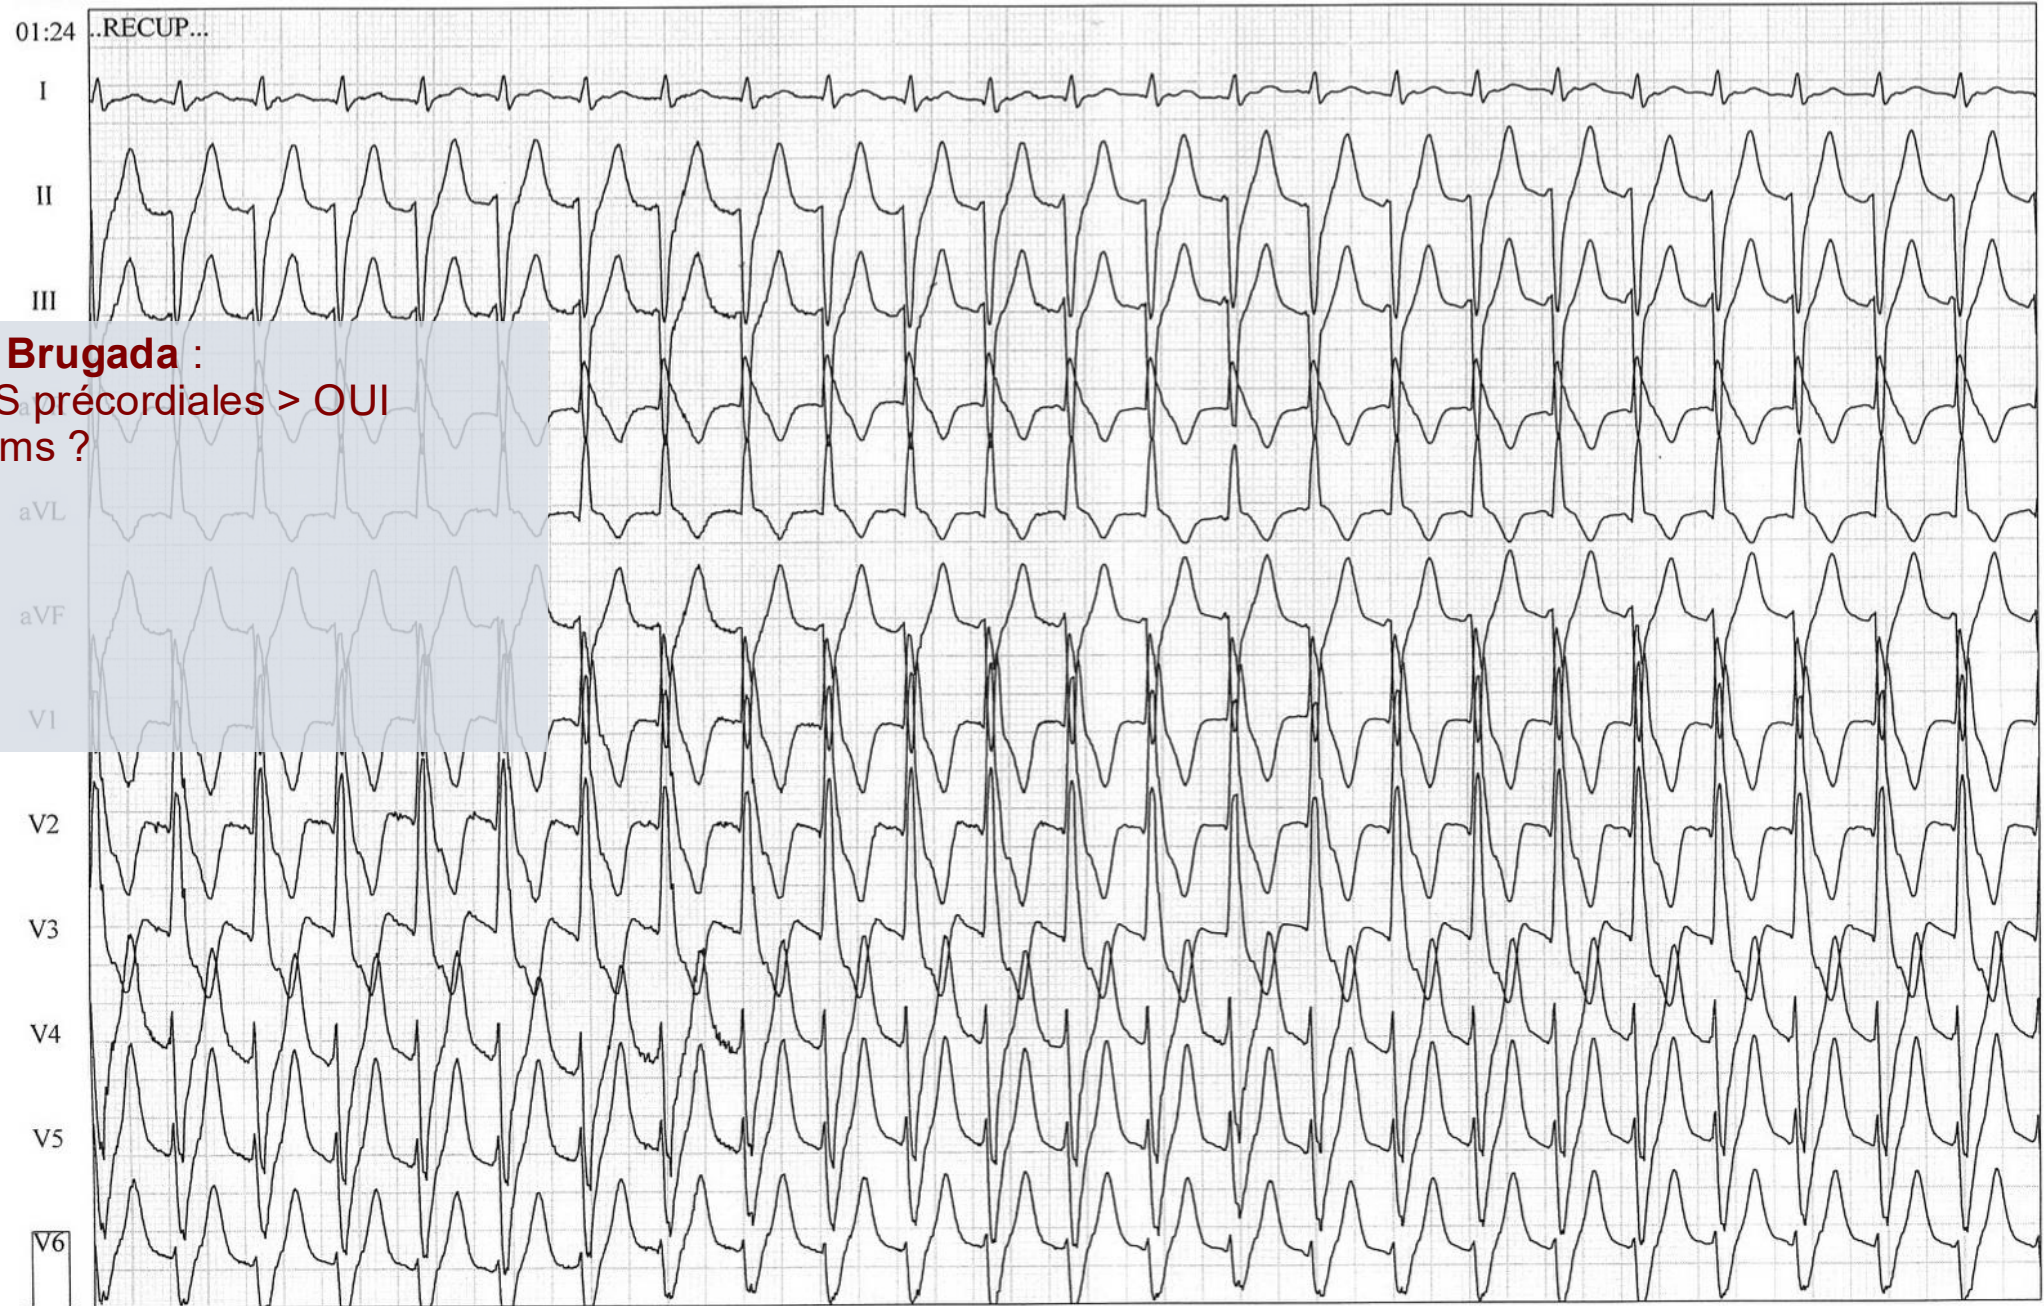 01:24 ..RECUP...
I
II
III
Brugada :
S précordiales > OUI
ms ?
aVL
aVF
V1
V2
V3
V4
V5
V6